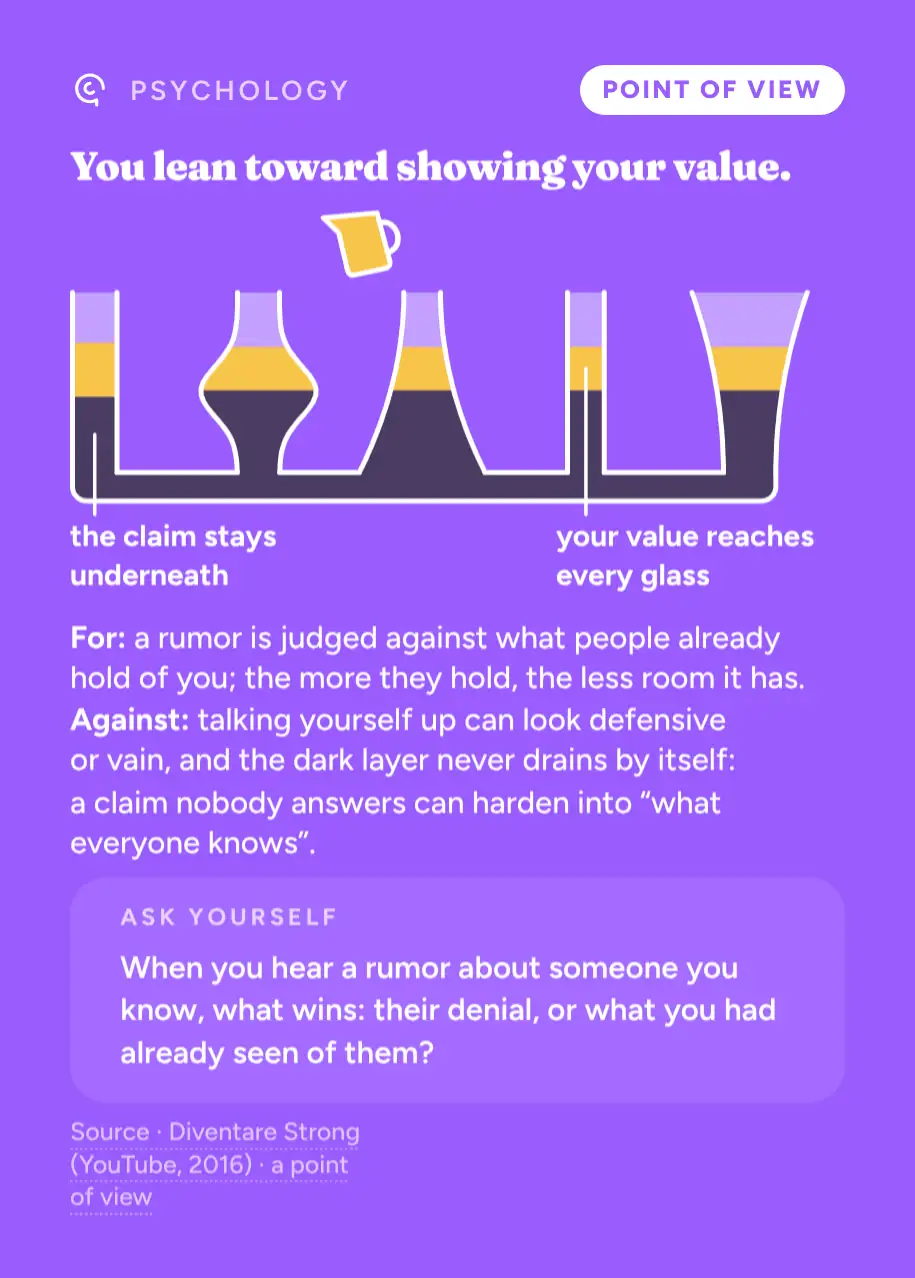 PSYCHOLOGY
POINT OF VIEW
You lean toward showing your value.
the claim stays
underneath
your value reaches
every glass
For: a rumor is judged against what people already
hold of you; the more they hold, the less room it has.
Against: talking yourself up can look defensive
or vain, and the dark layer never drains by itself:
a claim nobody answers can harden into “what
everyone knows”.
ASK YOURSELF
When you hear a rumor about someone you
know, what wins: their denial, or what you had
already seen of them?
Source · Diventare Strong
(YouTube, 2016) · a point
of view